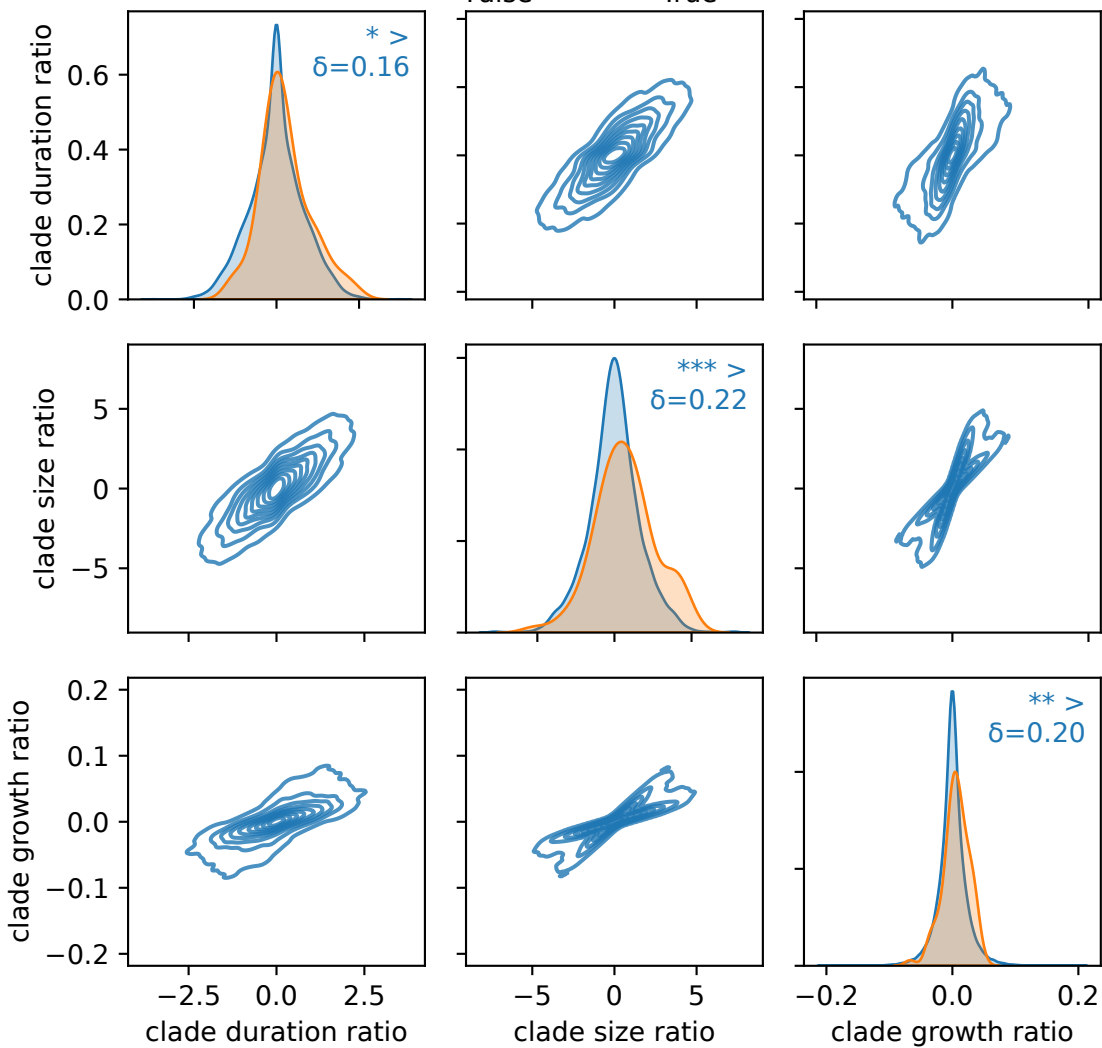 clade duration ratio
0.6
0.4
0.2
0.0
* >
δ=0.16
clade size ratio
5
0
−5
*** >
δ=0.22
clade growth ratio
0.2
0.1
0.0
−0.1
−0.2
** >
δ=0.20
−2.5 0.0 2.5
−5 0 5
−0.2 0.0 0.2
clade duration ratio
clade size ratio
clade growth ratio